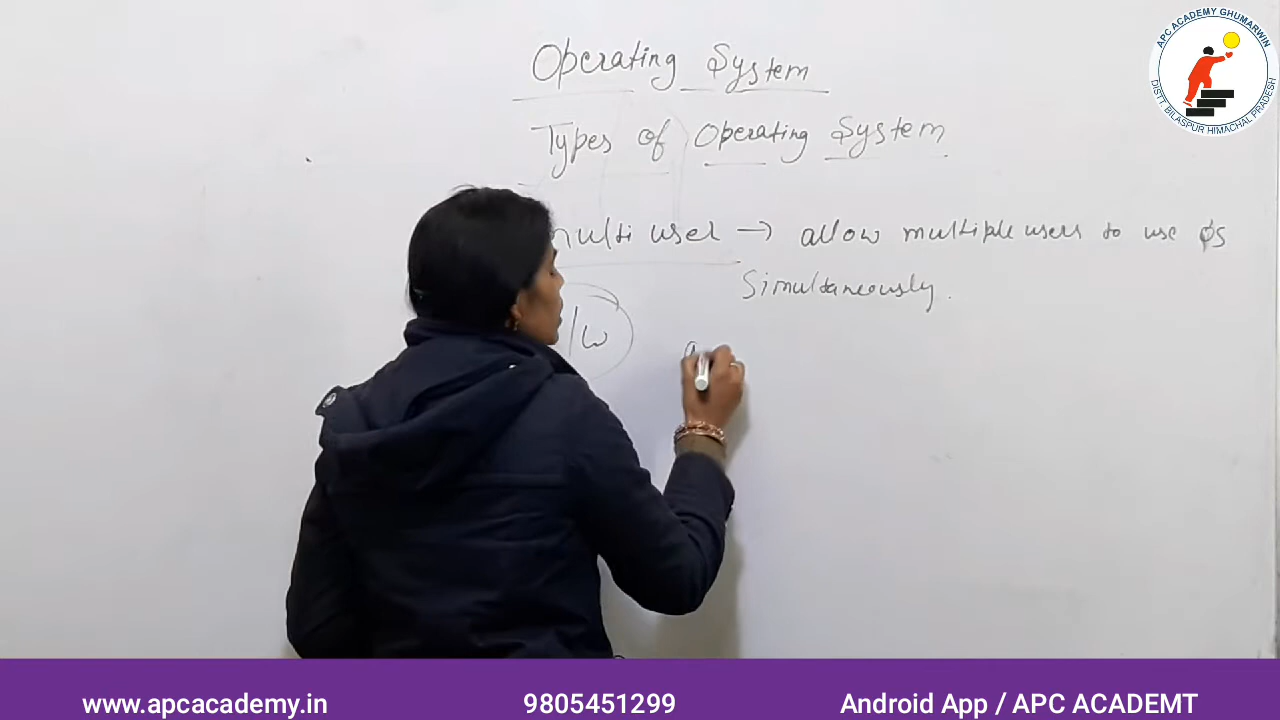 Operating System
Types of Operating System
multi user → allow multiple users to use OS
Simultaneously.
/w
APC ACADEMY GHUMARWIN
DISTT. BILASPUR HIMACHAL PRADESH
www.apcacademy.in
9805451299
Android App / APC ACADEMT